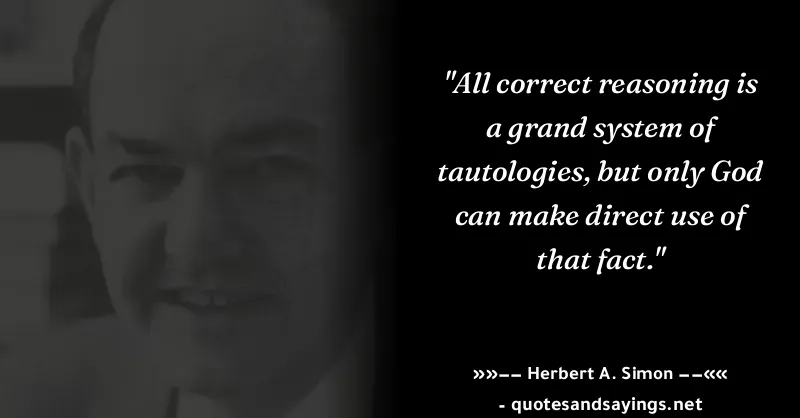 "All correct reasoning is
a grand system of
tautologies, but only God
can make direct use of
that fact."
»»−− Herbert A. Simon −−««
- quotesandsayings.net